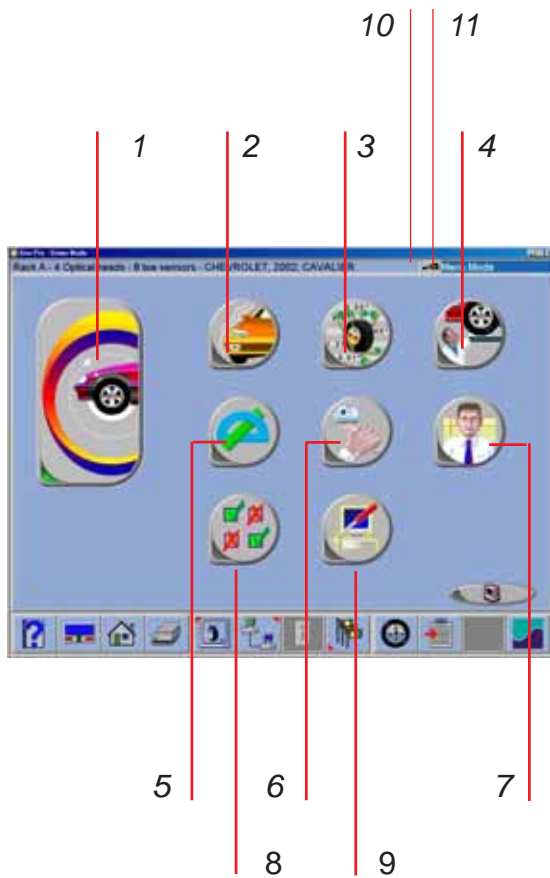 10 11
1 2 3 4
Rack A - 4 Optical heads - 8 toe sensors - CHEVROLET, 2002, CAVALIER
Menu Mode
5 6 7
8 9